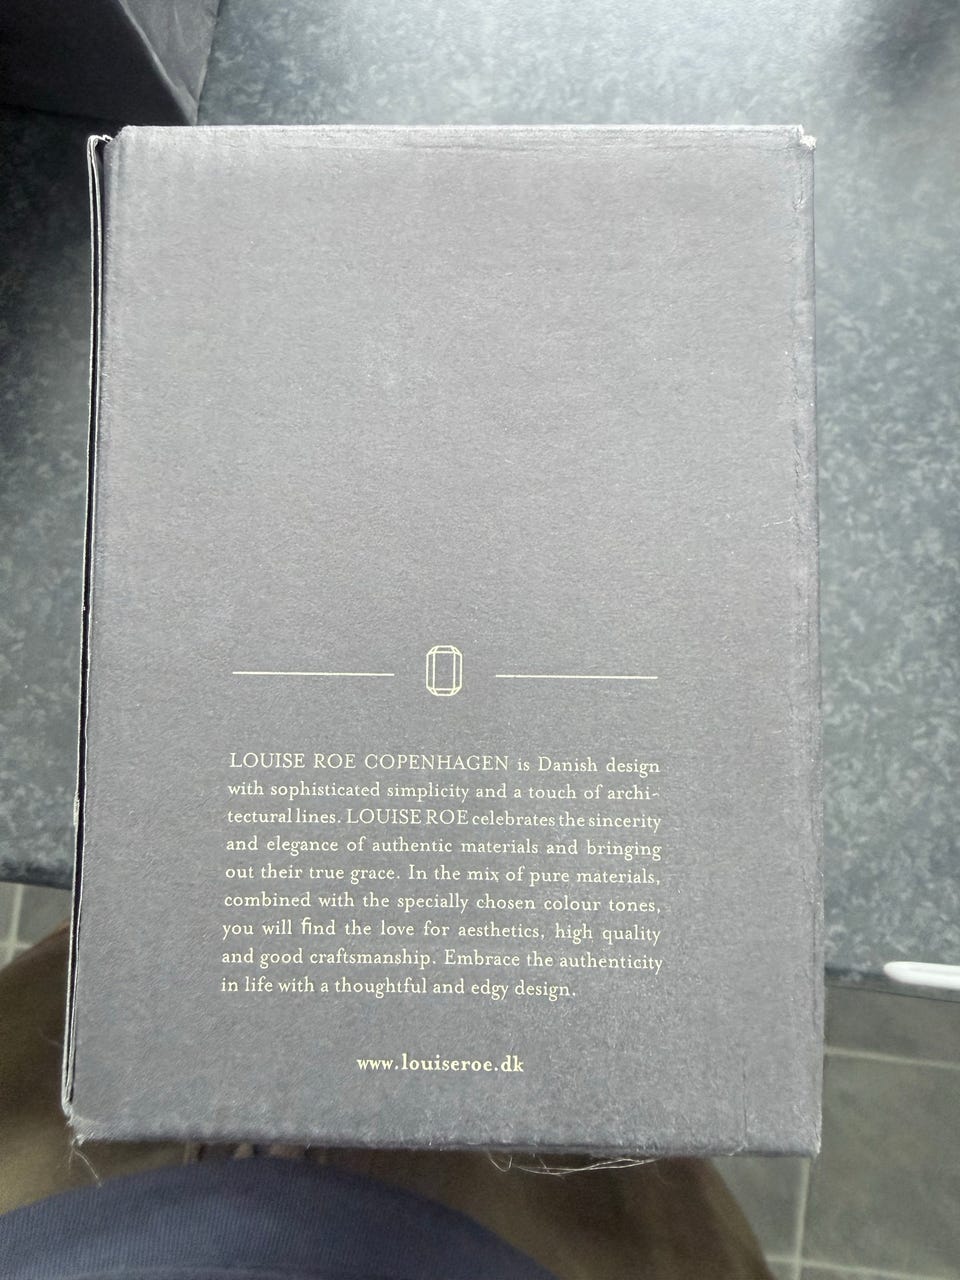 LOUISE ROE COPENHAGEN is Danish design
with sophisticated simplicity and a touch of archi-
tectural lines. LOUISE ROE celebrates the sincerity
and elegance of authentic materials and bringing
out their true grace. In the mix of pure materials,
combined with the specially chosen colour tones,
you will find the love for aesthetics, high quality
and good craftsmanship. Embrace the authenticity
in life with a thoughtful and edgy design.
www.louiseroe.dk